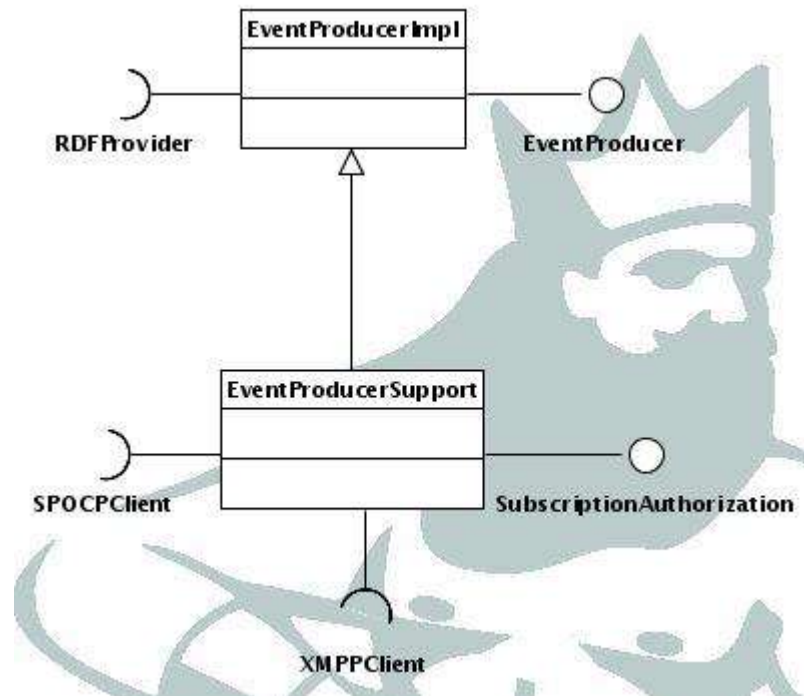 EventProducerImpl
RDFProvider
EventProducer
EventProducerSupport
SPOCPClient
SubscriptionAuthorization
XMPPClient